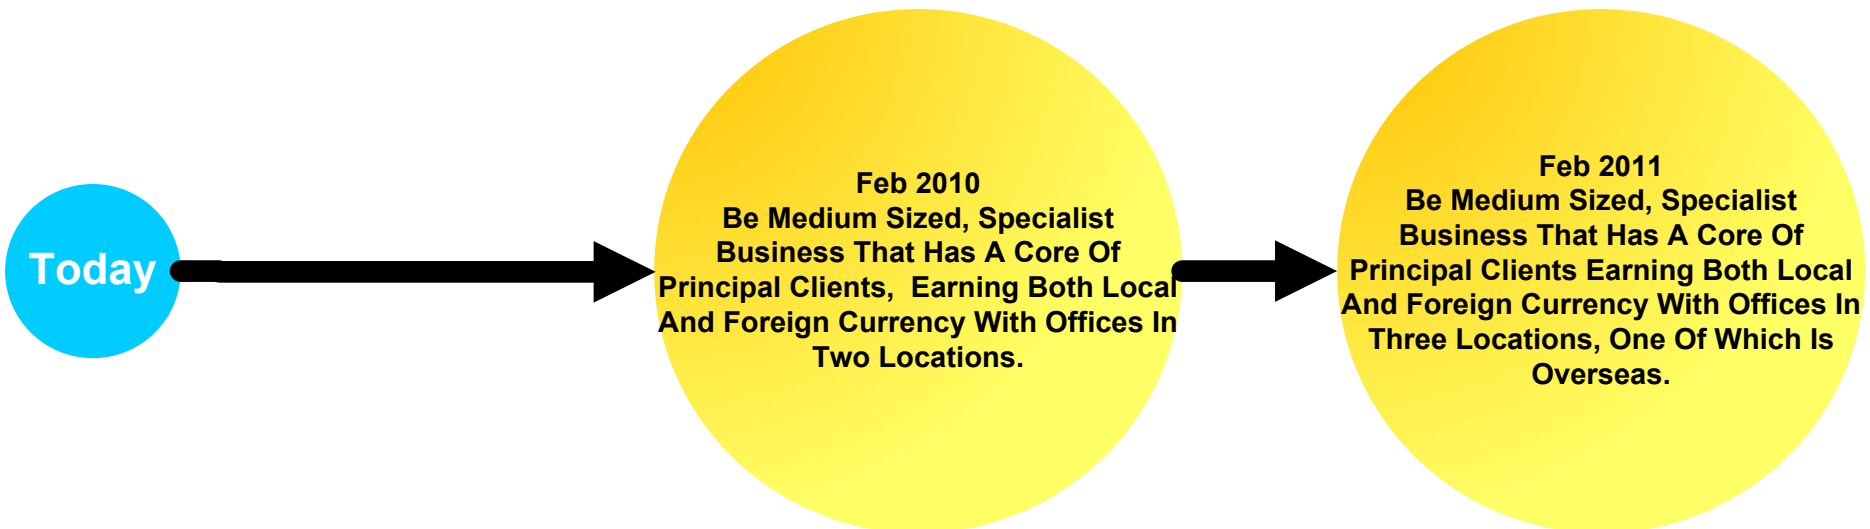 Today
Feb 2010
Be Medium Sized, Specialist
Business That Has A Core Of
Principal Clients,  Earning Both Local
And Foreign Currency With Offices In
Two Locations.
Feb 2011
Be Medium Sized, Specialist
Business That Has A Core Of
Principal Clients Earning Both Local
And Foreign Currency With Offices In
Three Locations, One Of Which Is
Overseas.